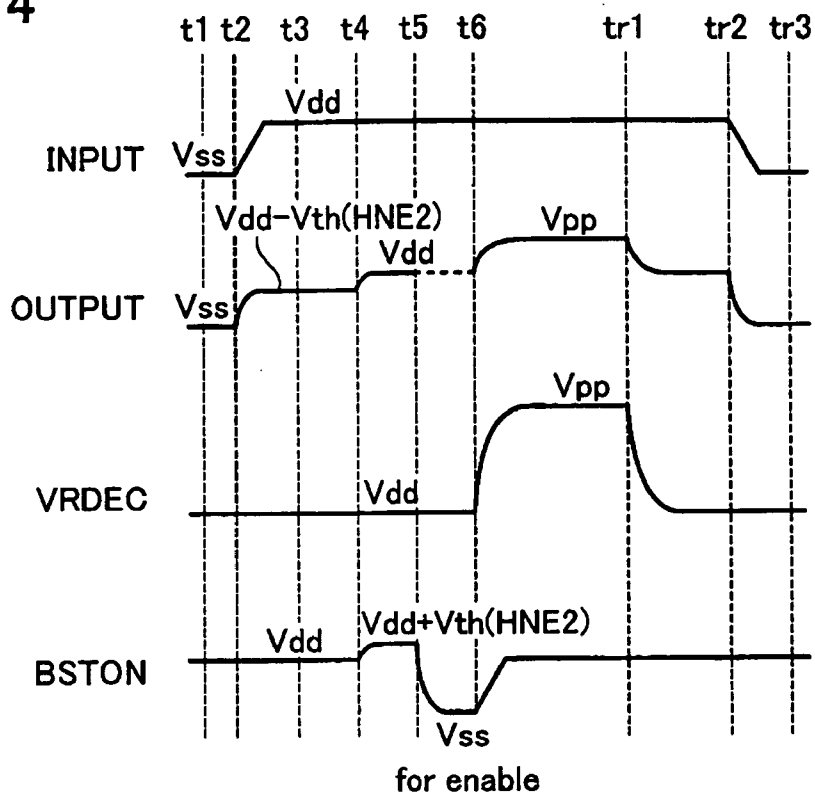 4
t1 t2 t3 t4 t5 t6 tr1 tr2 tr3
Vdd
INPUT Vss
Vdd-Vth(HNE2)
Vdd Vpp
OUTPUT Vss
Vpp
VRDEC Vdd
Vdd+Vth(HNE2)
Vdd
BSTON
Vss
for enable